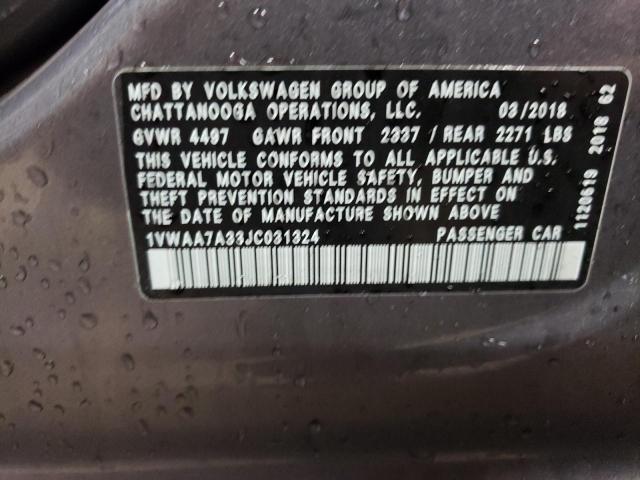 MFD BY VOLKSWAGEN GROUP OF AMERICA
CHATTANOOGA OPERATIONS, LLC. 03/2018
GVWR 4497 GAWR FRONT 2337 / REAR 2271 LBS
THIS VEHICLE CONFORMS TO ALL APPLICABLE U.S.
FEDERAL MOTOR VEHICLE SAFETY, BUMPER AND
THEFT PREVENTION STANDARDS IN EFFECT ON
THE DATE OF MANUFACTURE SHOWN ABOVE
1VWAA7A33JC031324 PASSENGER CAR
1120619 2018 G2